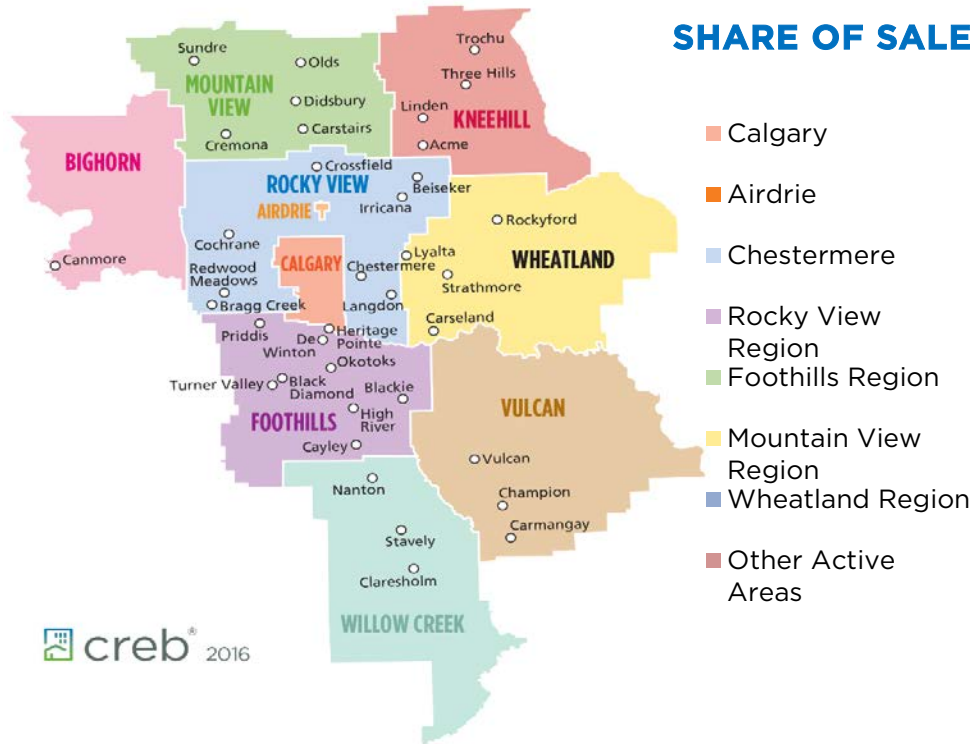 SHARE OF SALE
Sundre
Olds
MOUNTAIN
VIEW
Didsbury
Carstairs
Cremona
Trochu
Three Hills
Linden
KNEEHILL
Acme
BIGHORN
Canmore
Crossfield
ROCKY VIEW
Beiseker
AIRDRIE
Irricana
Cochrane
CALGARY
Chestermere
Redwood
Meadows
Bragg Creek
Langdon
Rockyford
Lyalta
WHEATLAND
Strathmore
Carseland
Priddis
De
Winton
Heritage
Pointe
Okotoks
Turner Valley
Black
Diamond
Blackie
FOOTHILLS
High
River
Cayley
VULCAN
Vulcan
Champion
Carmangay
Nanton
Stavely
Claresholm
WILLOW CREEK
creb® 2016
Calgary
Airdrie
Chestermere
Rocky View
Region
Foothills Region
Mountain View
Region
Wheatland Region
Other Active
Areas